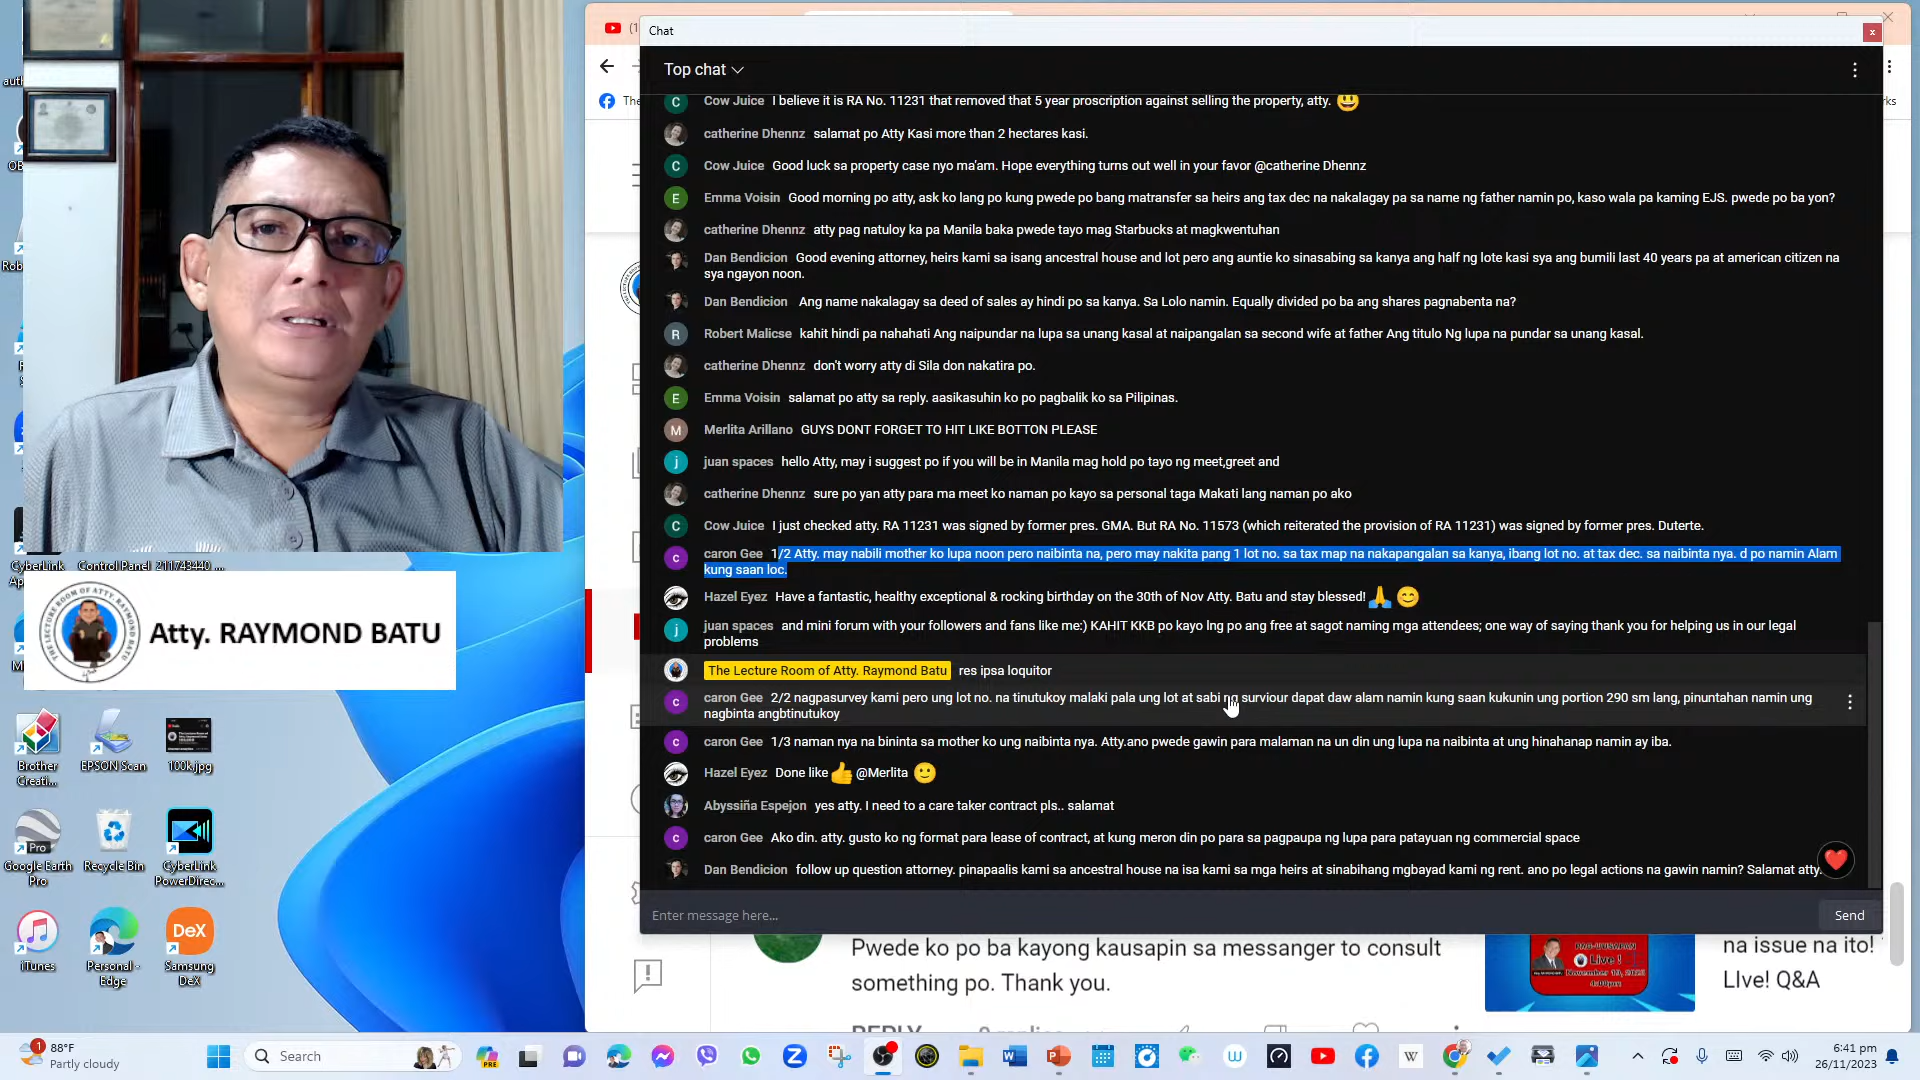 Chat
x
Top chat
Cow Juice I believe it is RA No. 11231 that removed that 5 year proscription against selling the property, atty.
catherine Dhennz salamat po Atty Kasi more than 2 hectares kasi.
Cow Juice Good luck sa property case nyo ma'am. Hope everything turns out well in your favor @catherine Dhennz
Emma Voisin Good morning po atty, ask ko lang po kung pwede po bang matransfer sa heirs ang tax dec na nakalagay pa sa name ng father namin po, kaso wala pa kaming EJS. pwede po ba yon?
catherine Dhennz atty pag natuloy ka pa Manila baka pwede tayo mag Starbucks at magkwentuhan
Dan Bendicion Good evening attorney, heirs kami sa isang ancestral house and lot pero ang auntie ko sinasabing sa kanya ang half ng lote kasi sya ang bumili last 40 years pa at american citizen na
sya ngayon noon.
Dan Bendicion Ang name nakalagay sa deed of sales ay hindi po sa kanya. Sa Lolo namin. Equally divided po ba ang shares pagnabenta na?
Robert Malicse kahit hindi pa nahahati Ang naipundar na lupa sa unang kasal at naipangalan sa second wife at father Ang titulo Ng lupa na pundar sa unang kasal.
catherine Dhennz don't worry atty di Sila don nakatira po.
Emma Voisin salamat po atty sa reply. aasikasuhin ko po pagbalik ko sa Pilipinas.
Merlita Arillano GUYS DONT FORGET TO HIT LIKE BOTTON PLEASE
juan spaces hello Atty, may i suggest po if you will be in Manila mag hold po tayo ng meet,greet and
catherine Dhennz sure po yan atty para ma meet ko naman po kayo sa personal taga Makati lang naman po ako
Cow Juice I just checked atty. RA 11231 was signed by former pres. GMA. But RA No. 11573 (which reiterated the provision of RA 11231) was signed by former pres. Duterte.
caron Gee 1/2 Atty. may nabili mother ko lupa noon pero naibinta na, pero may nakita pang 1 lot no. sa tax map na nakapangalan sa kanya, ibang lot no. at tax dec. sa naibinta nya. d po namin Alam
kung saan loc.
Hazel Eyez Have a fantastic, healthy exceptional & rocking birthday on the 30th of Nov Atty. Batu and stay blessed!
juan spaces and mini forum with your followers and fans like me:) KAHIT KKB po kayo lng po ang free at sagot naming mga attendees; one way of saying thank you for helping us in our legal
problems
The Lecture Room of Atty. Raymond Batu res ipsa loquitor
caron Gee 2/2 nagpasurvey kami pero ung lot no. na tinutukoy malaki pala ung lot at sabi ng surviour dapat daw alam namin kung saan kukunin ung portion 290 sm lang, pinuntahan namin ung
nagbinta angbtinutukoy
caron Gee 1/3 naman nya na bininta sa mother ko ung naibinta nya. Atty.ano pwede gawin para malaman na un din ung lupa na naibinta at ung hinahanap namin ay iba.
Hazel Eyez Done like @Merlita
Abyssiña Espejon yes atty. I need to a care taker contract pls.. salamat
caron Gee Ako din. atty. gusto ko ng format para lease of contract, at kung meron din po para sa pagpaupa ng lupa para patayuan ng commercial space
Dan Bendicion follow up question attorney. pinapaalis kami sa ancestral house na isa kami sa mga heirs at sinabihang mgbayad kami ng rent. ano po legal actions na gawin namin? Salamat atty.
Enter message here...
Send
Pwede ko po ba kayong kausapin sa messanger to consult
something po. Thank you.
REPLY
Live !
November 19, 2023
na issue na ito!
LIve! Q&A
Atty. RAYMOND BATU
CyberLink
Control Panel
211743440 ...
Brother
Creati...
EPSON Scan
100k.jpg
Google Earth
Pro
Recycle Bin
CyberLink
PowerDirec...
iTunes
Personal -
Edge
DeX
Samsung
DeX
88°F
Partly cloudy
Search
6:41 pm
26/11/2023